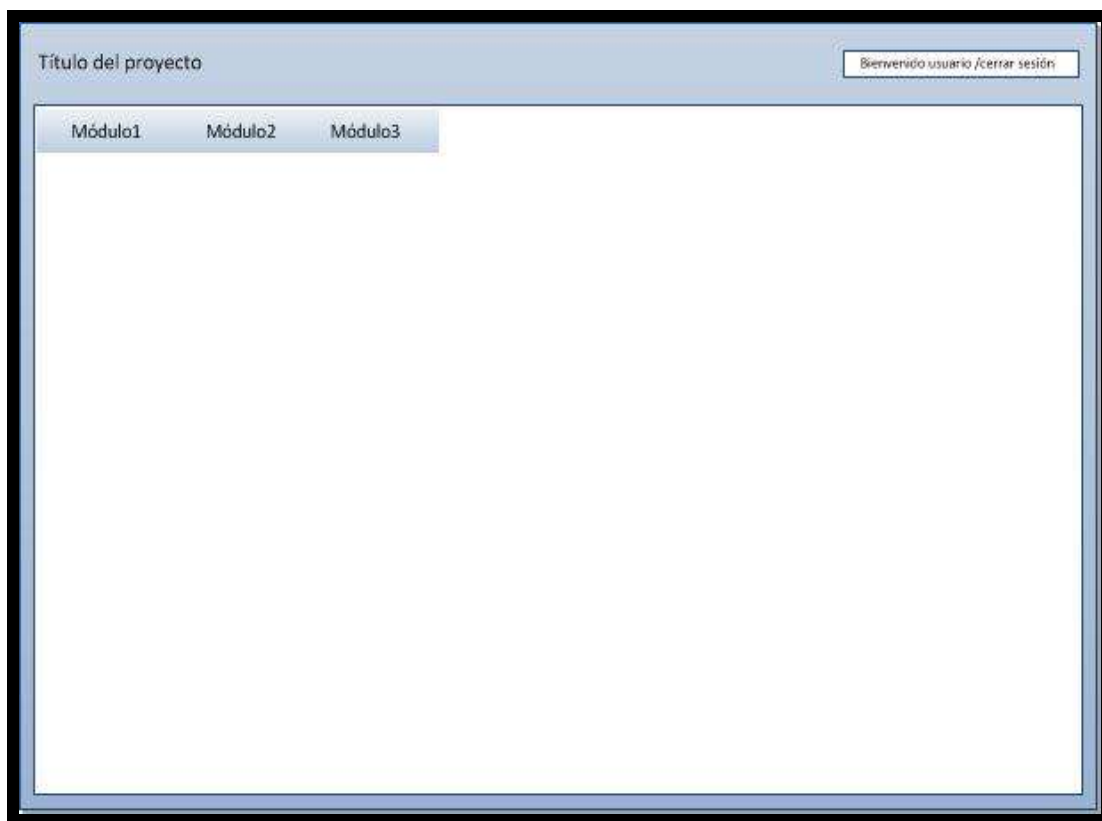 Título del proyecto
Bienvenido usuario /cerrar sesión
Módulo1 Módulo2 Módulo3